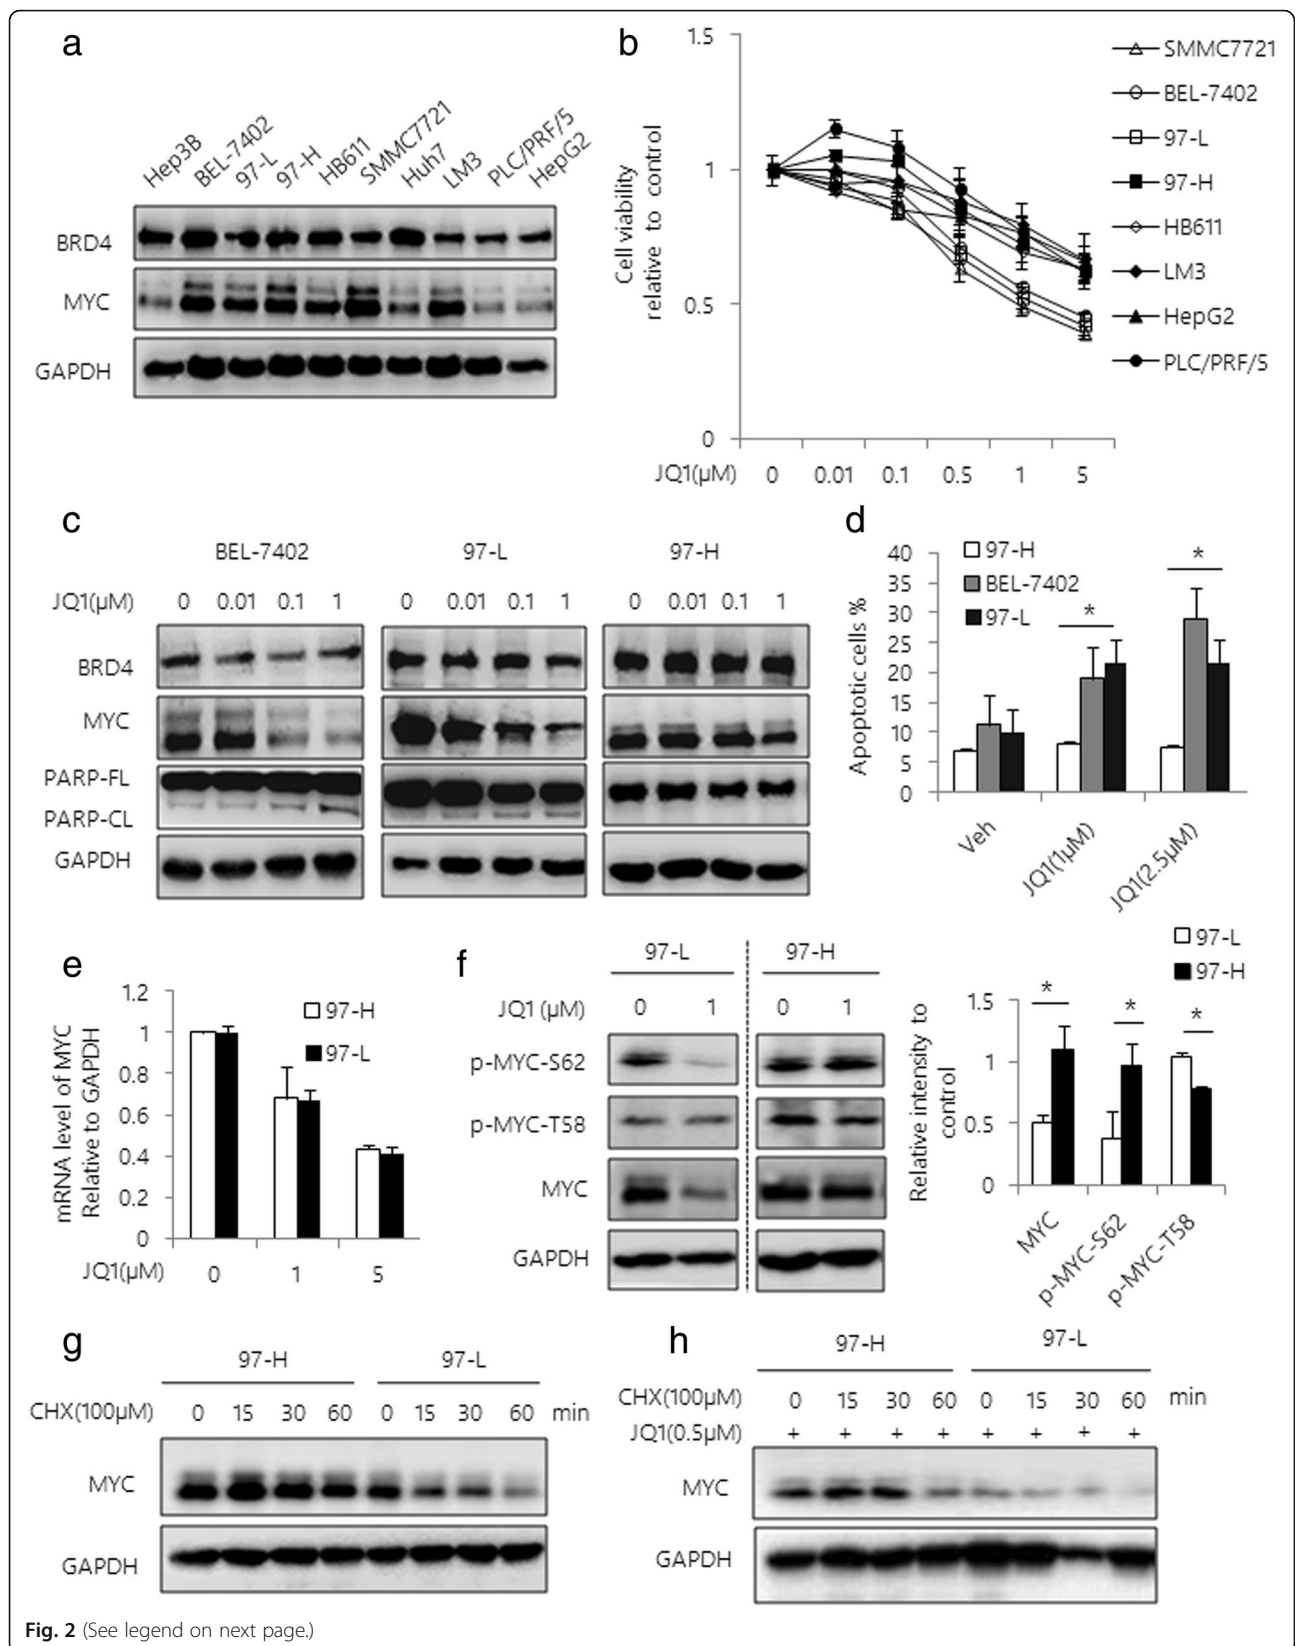 a
Hep3B BEL-7402 97-L 97-H HB611 SMMC7721 Huh7 LM3 PLC/PRF/5 HepG2
BRD4
MYC
GAPDH
b
1.5
1
0.5
0
Cell viability
relative to control
JQ1(μM) 0 0.01 0.1 0.5 1 5
SMMC7721
BEL-7402
97-L
97-H
HB611
LM3
HepG2
PLC/PRF/5
c
BEL-7402 97-L 97-H
JQ1(μM) 0 0.01 0.1 1 0 0.01 0.1 1 0 0.01 0.1 1
BRD4
MYC
PARP-FL
PARP-CL
GAPDH
d
40
35
30
25
20
15
10
5
0
Apoptotic cells %
97-H
BEL-7402
97-L
*
*
Veh JQ1(1μM) JQ1(2.5μM)
e
1.2
1
0.8
0.6
0.4
0.2
0
mRNA level of MYC
Relative to GAPDH
97-H
97-L
JQ1(μM) 0 1 5
f
97-L 97-H
JQ1 (μM) 0 1 0 1
p-MYC-S62
p-MYC-T58
MYC
GAPDH
97-L
97-H
1.5
1
0.5
0
Relative intensity to
control
* * *
MYC p-MYC-S62 p-MYC-T58
g
97-H 97-L
CHX(100μM) 0 15 30 60 0 15 30 60 min
MYC
GAPDH
h
97-H 97-L
CHX(100μM) 0 15 30 60 0 15 30 60 min
JQ1(0.5μM) + + + + + + + +
MYC
GAPDH
Fig. 2 (See legend on next page.)